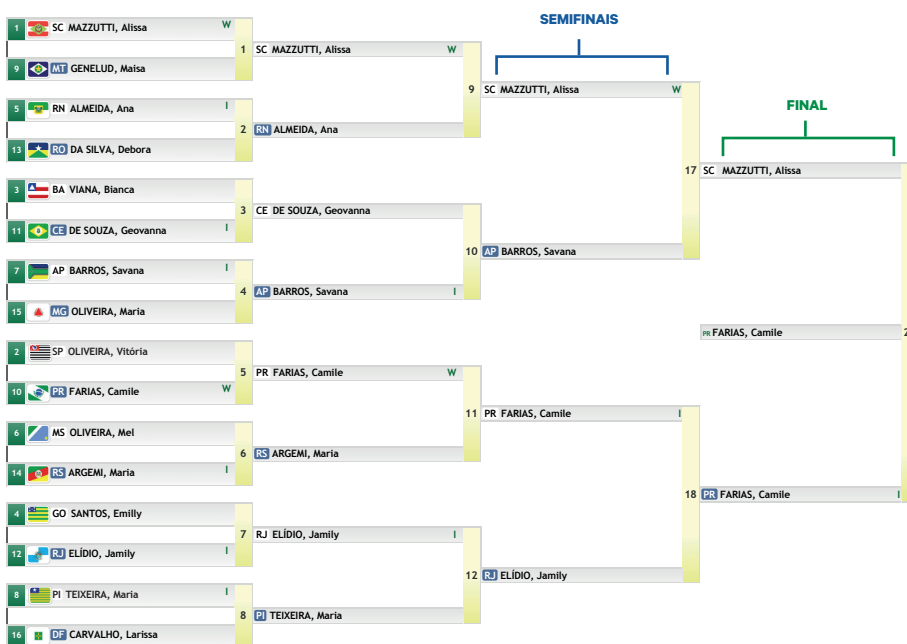 SEMIFINAIS
FINAL
1 SC MAZZUTTI, Alissa W
9 MT GENELUD, Maisa
1 SC MAZZUTTI, Alissa W
5 RN ALMEIDA, Ana I
13 RO DA SILVA, Debora
2 RN ALMEIDA, Ana
9 SC MAZZUTTI, Alissa W
3 BA VIANA, Bianca
11 CE DE SOUZA, Geovanna I
3 CE DE SOUZA, Geovanna
7 AP BARROS, Savana I
15 MG OLIVEIRA, Maria
4 AP BARROS, Savana I
10 AP BARROS, Savana
17 SC MAZZUTTI, Alissa
2 SP OLIVEIRA, Vitória
10 PR FARIAS, Camile W
5 PR FARIAS, Camile W
6 MS OLIVEIRA, Mel
14 RS ARGEMI, Maria I
6 RS ARGEMI, Maria
11 PR FARIAS, Camile I
4 GO SANTOS, Emilly
12 RJ ELÍDIO, Jamily I
7 RJ ELÍDIO, Jamily I
8 PI TEIXEIRA, Maria I
16 DF CARVALHO, Larissa
8 PI TEIXEIRA, Maria
12 RJ ELÍDIO, Jamily
18 PR FARIAS, Camile I
PR FARIAS, Camile